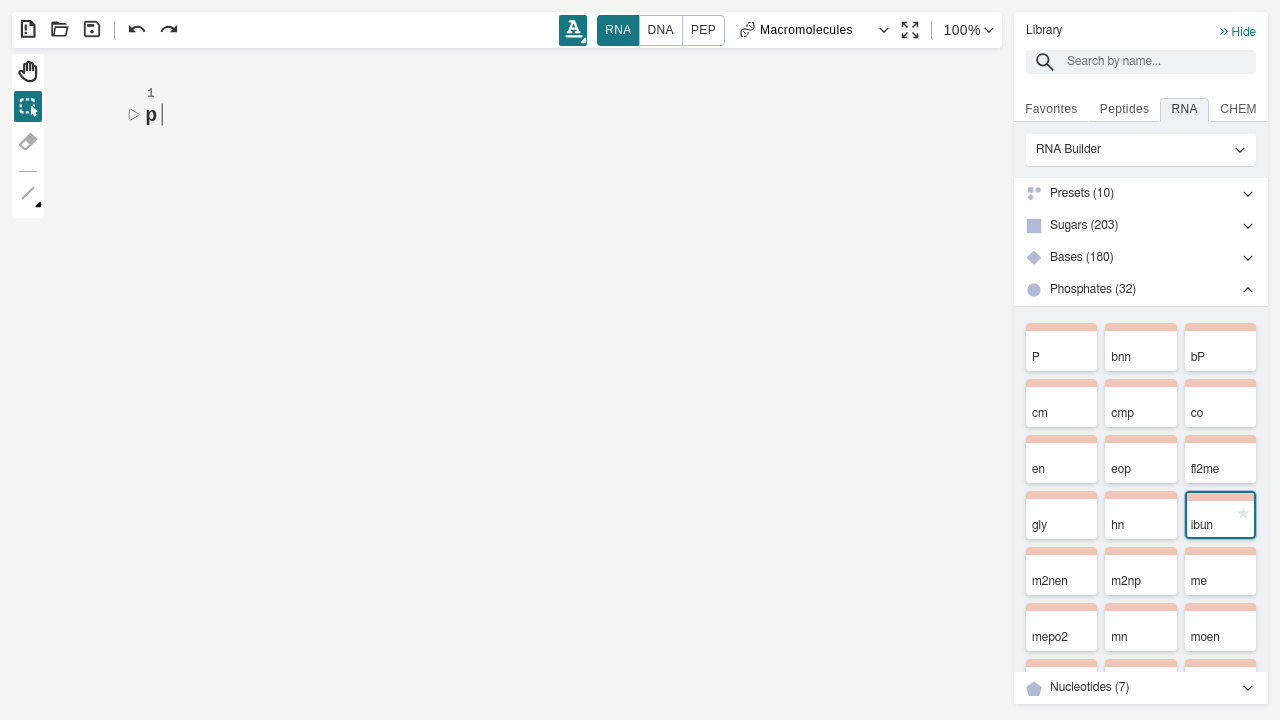 RNA DNA PEP Macromolecules 100%
Library
Hide
Search by name...
Favorites Peptides RNA CHEM
RNA Builder
Presets (10)
Sugars (203)
Bases (180)
Phosphates (32)
P bnn bP
cm cmp co
en eop fl2me
gly hn ibun
m2nen m2np me
mepo2 mn moen
Nucleotides (7)
1
p